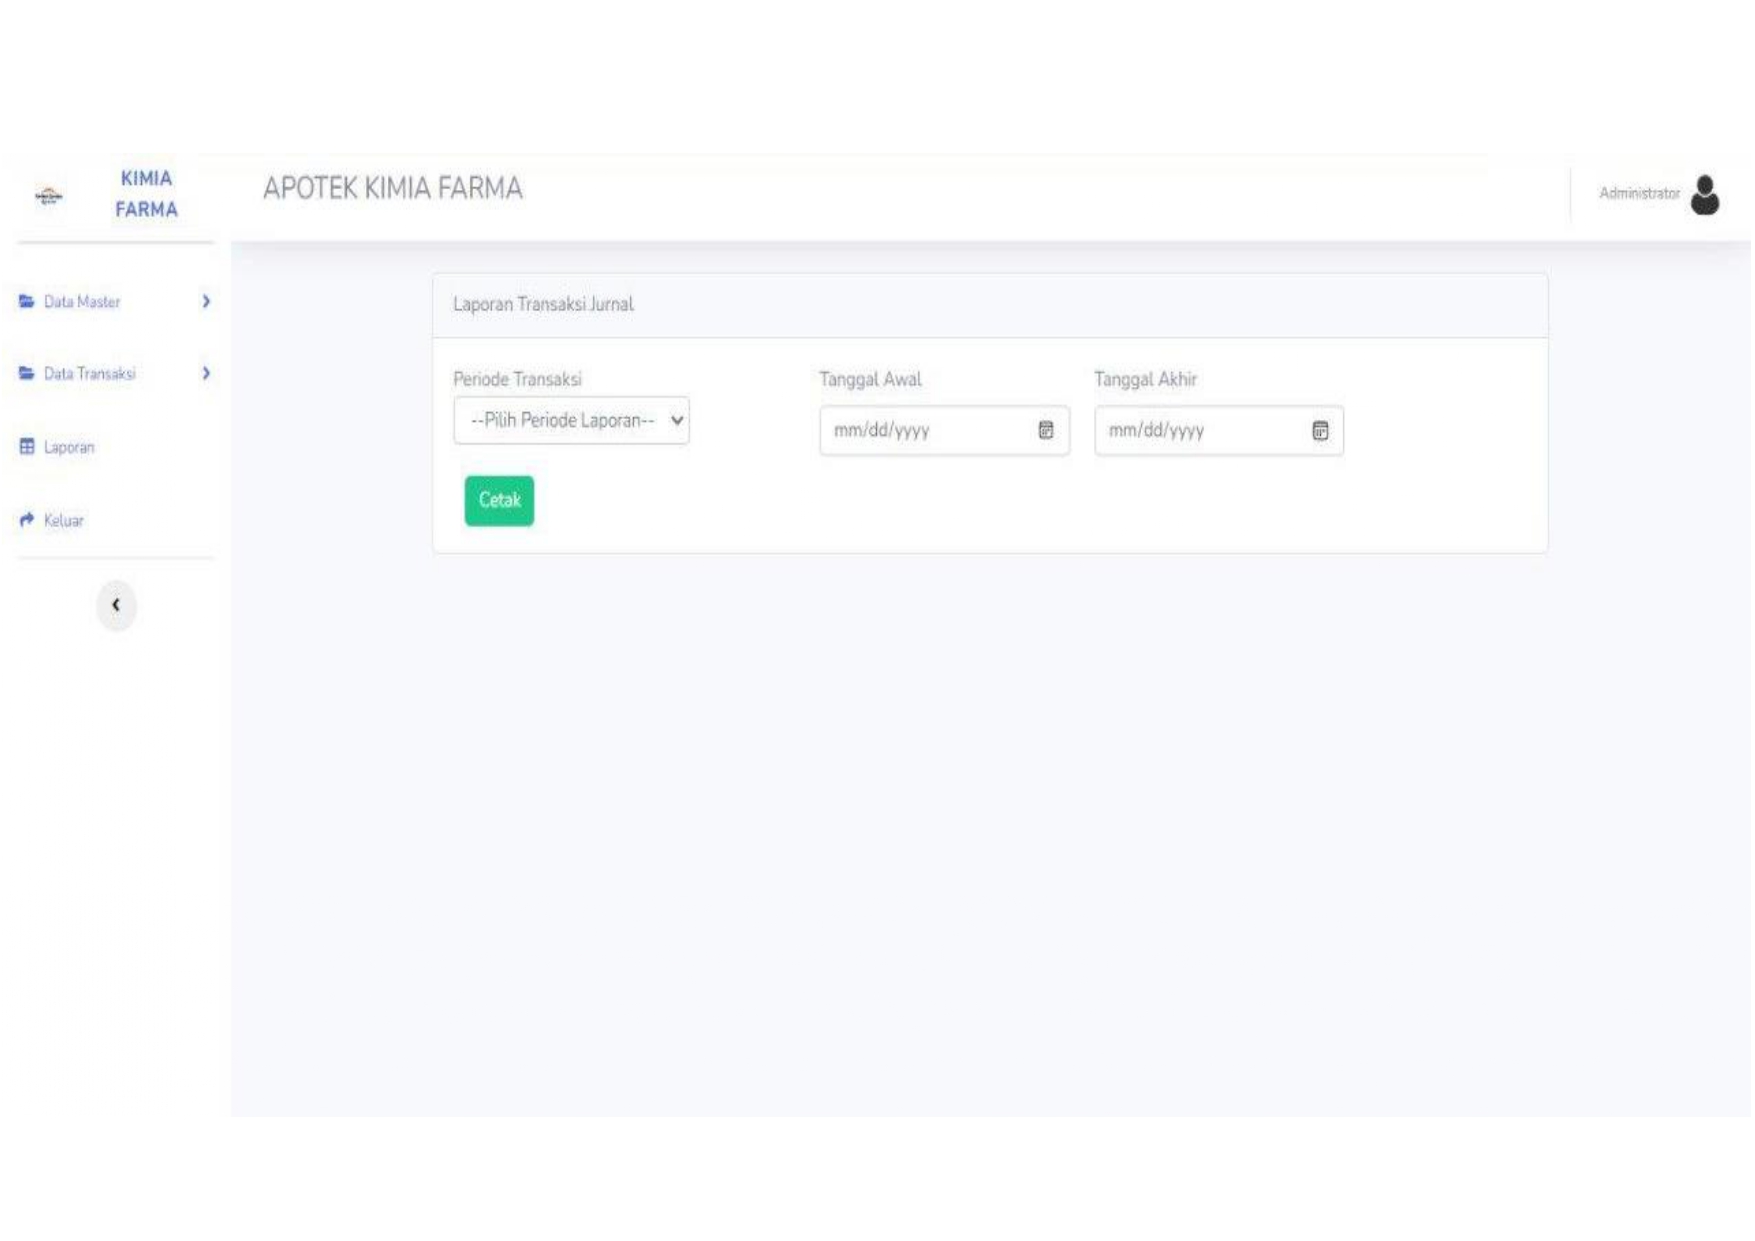 KIMIA
FARMA
APOTEK KIMIA FARMA
Administrator
Data Master
Data Transaksi
Laporan
Keluar
Laporan Transaksi Jurnal
Periode Transaksi
Tanggal Awal
Tanggal Akhir
--Pilih Periode Laporan--
mm/dd/yyyy
mm/dd/yyyy
Cetak